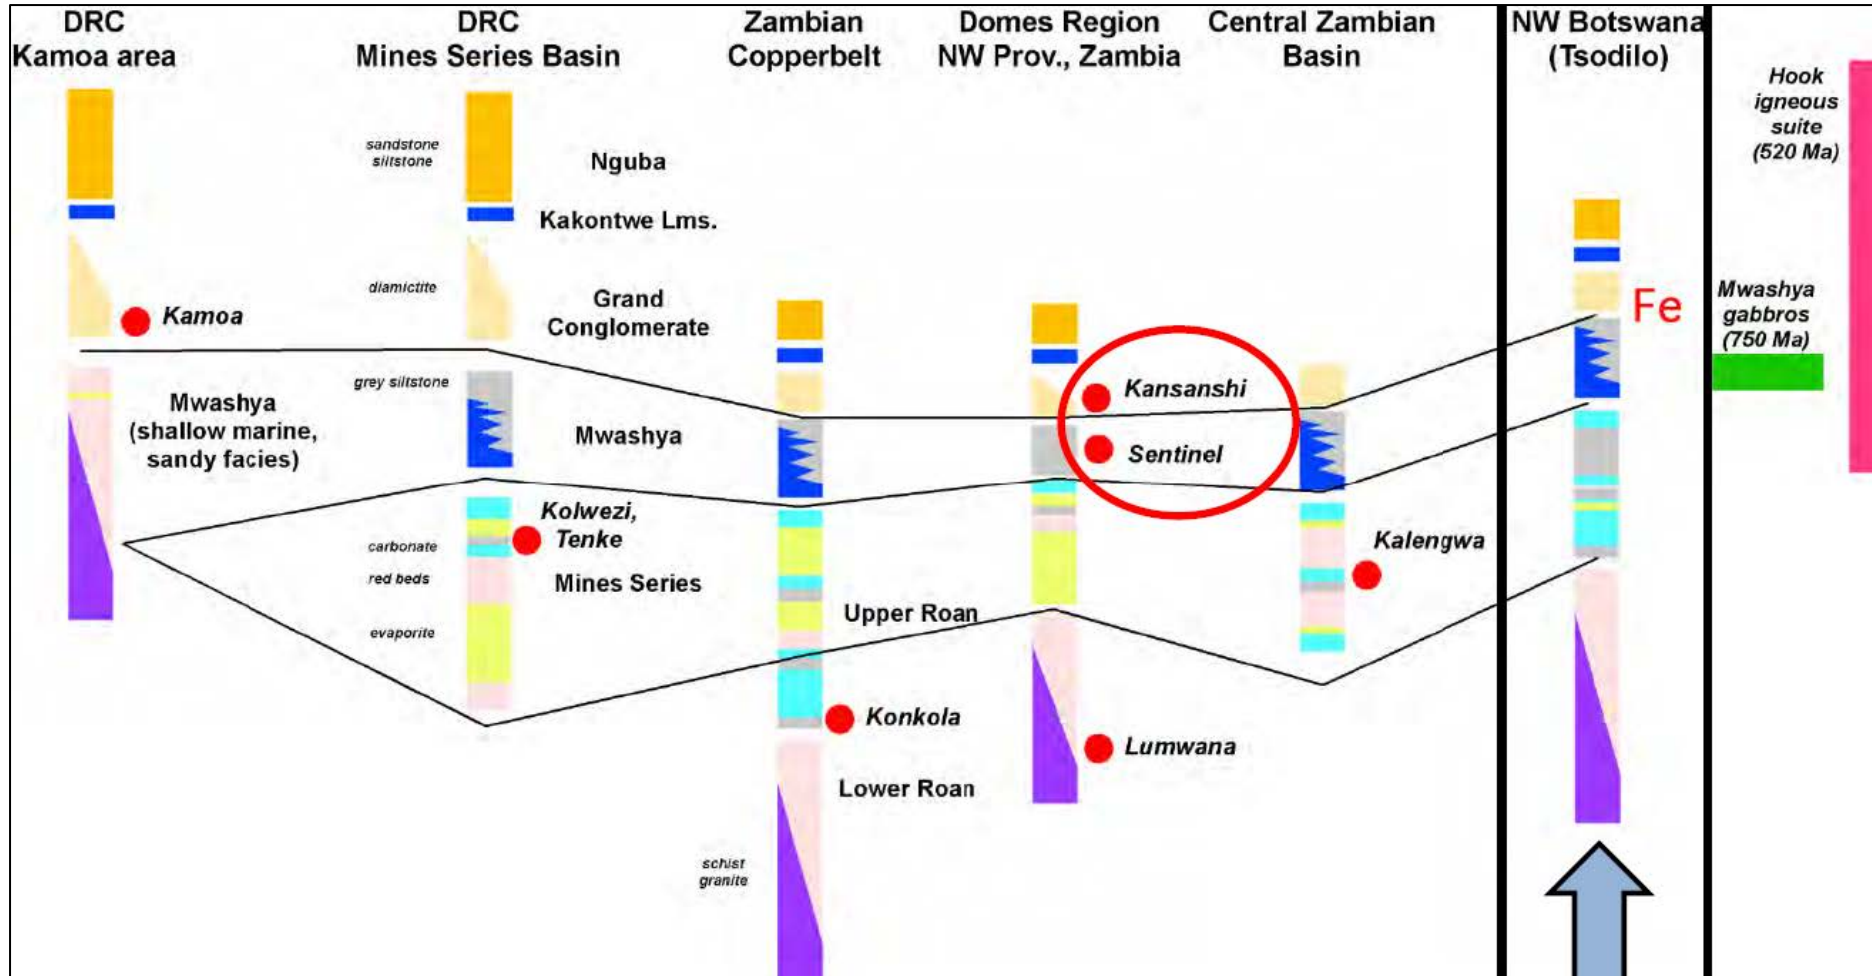 DRC
Kamoa area
DRC
Mines Series Basin
Zambian
Copperbelt
Domes Region
NW Prov., Zambia
Central Zambian
Basin
NW Botswana
(Tsodilo)
Hook
igneous
suite
(520 Ma)
sandstone
siltstone
Nguba
Kakontwe Lms.
diamictite
Grand
Conglomerate
Kamoa
Fe
Mwashya
gabbros
(750 Ma)
grey siltstone
Mwashya
(shallow marine,
sandy facies)
Mwashya
Kansanshi
Sentinel
Kolwezi,
Tenke
carbonate
red beds
Mines Series
evaporite
Upper Roan
Kalengwa
Konkola
Lumwana
Lower Roan
schist
granite